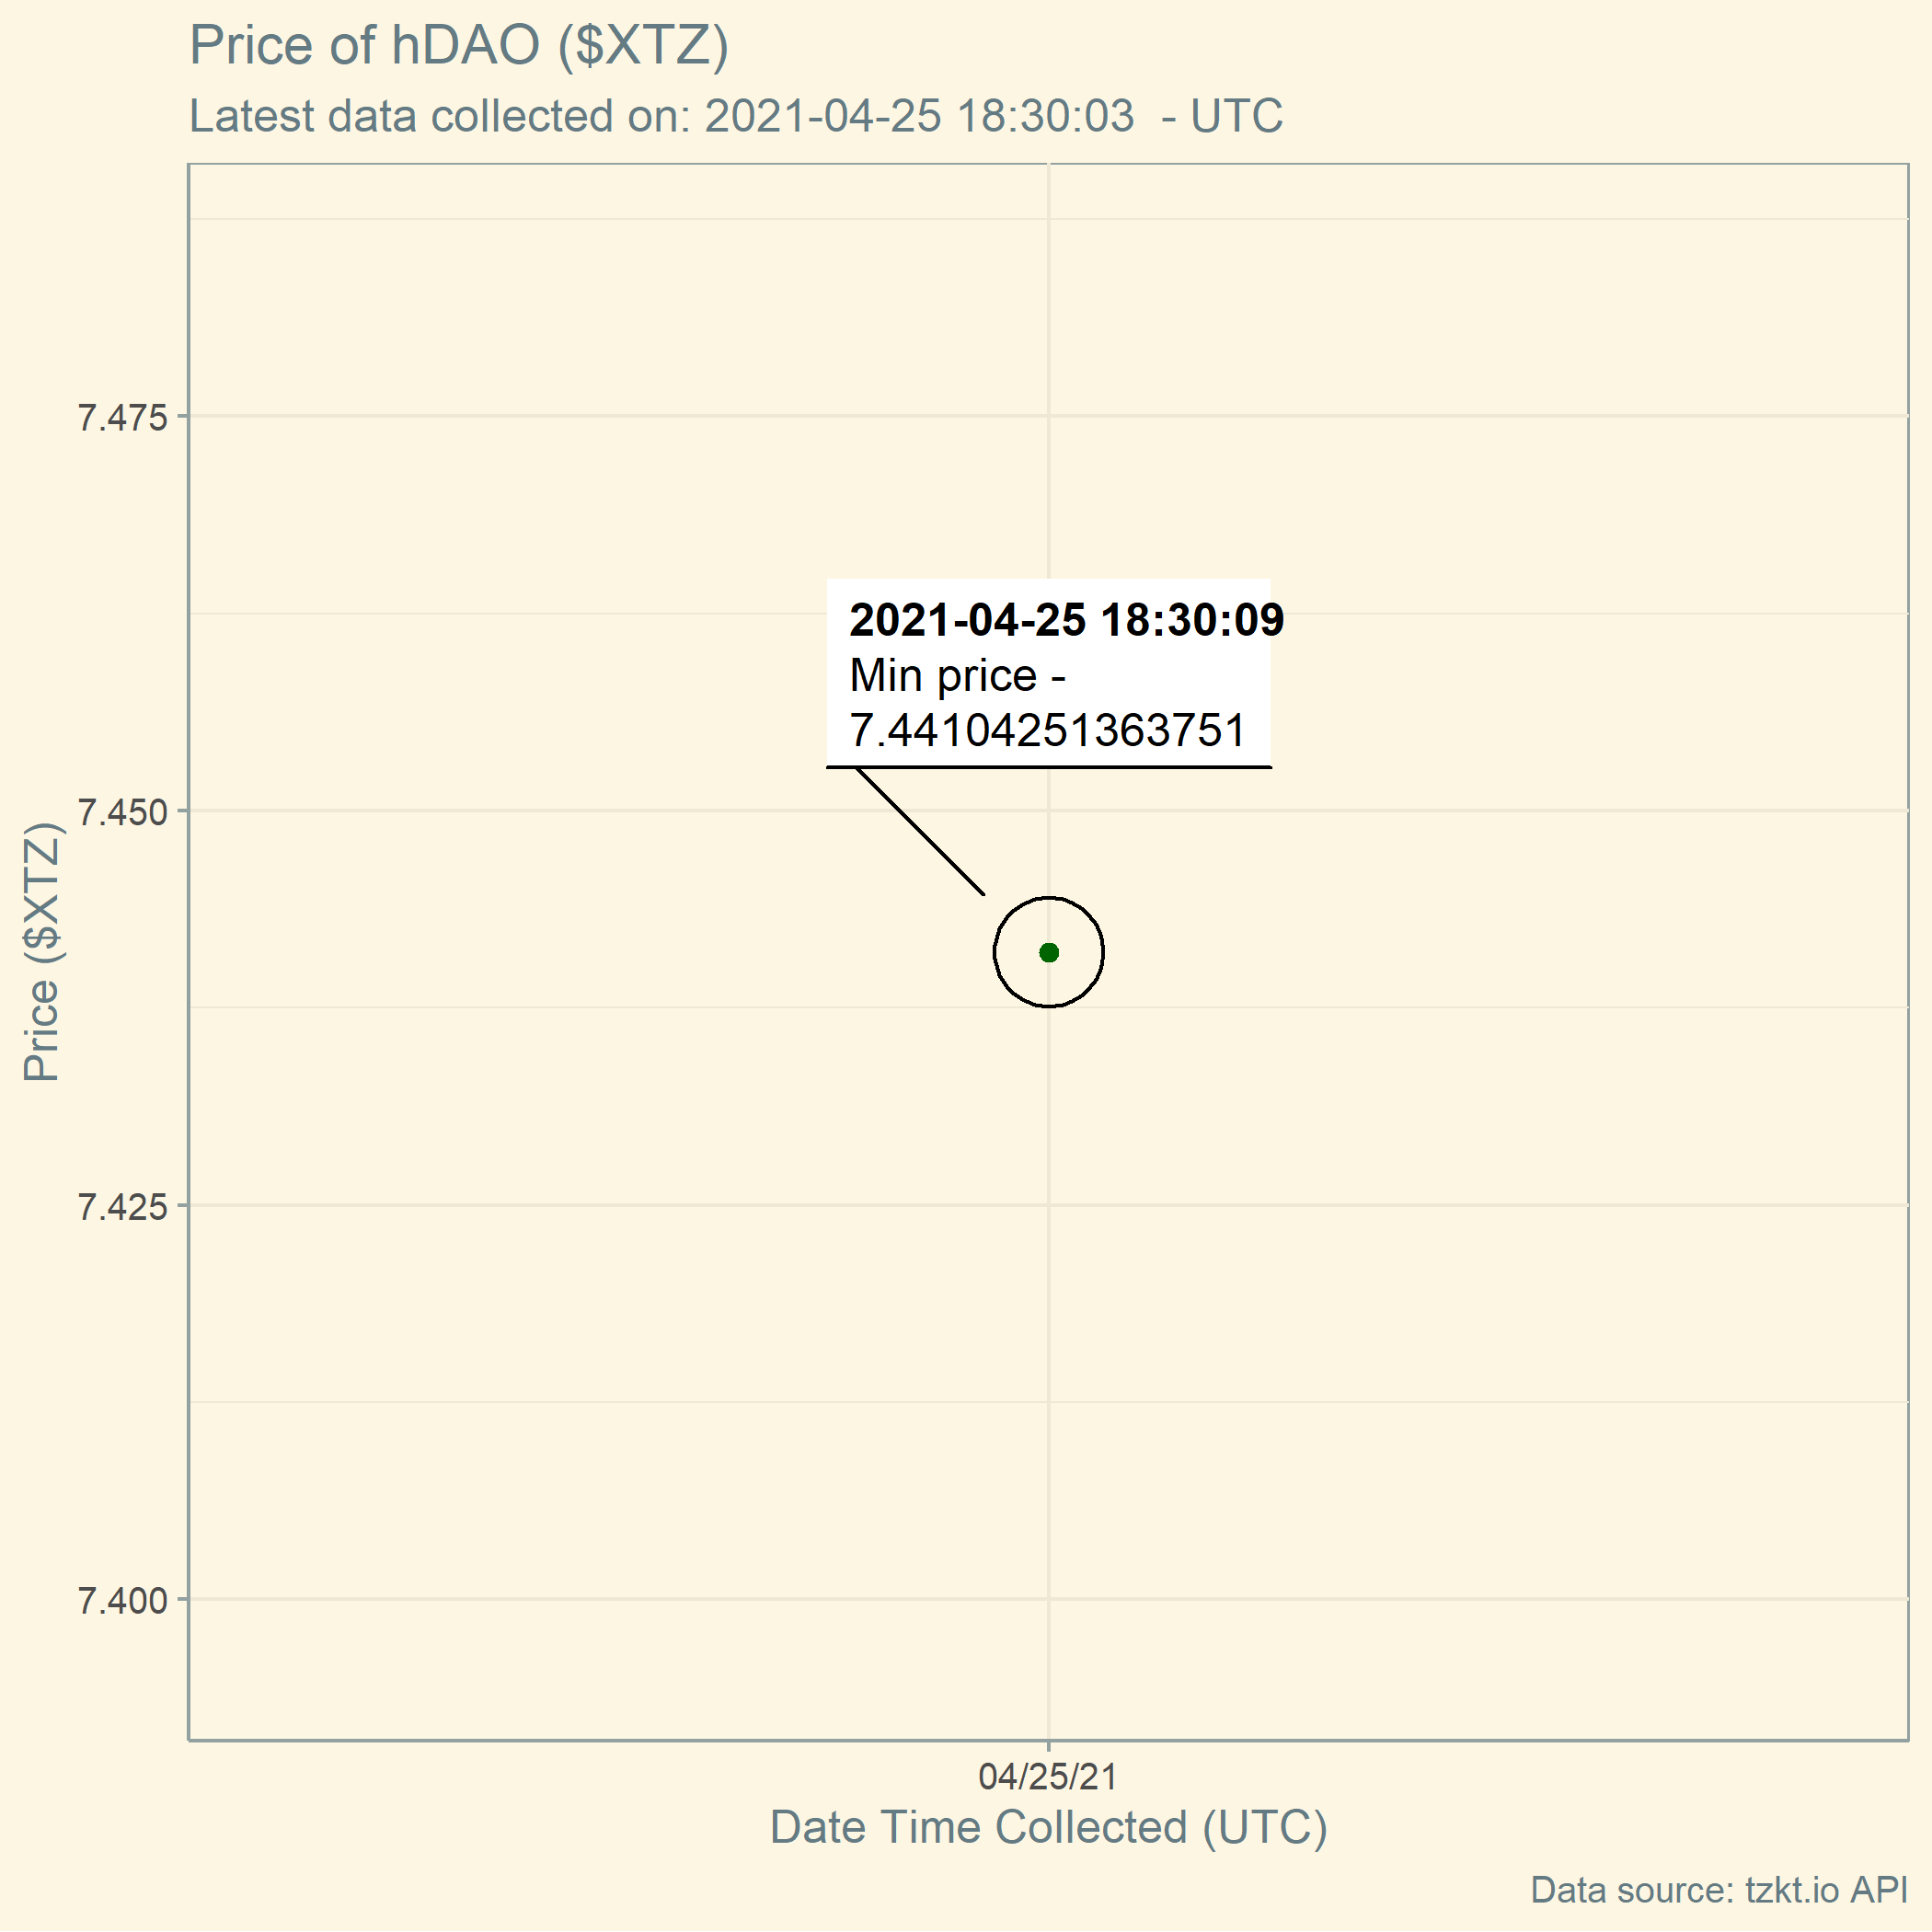 Price of hDAO ($XTZ)
Latest data collected on: 2021-04-25 18:30:03  - UTC
7.475
2021-04-25 18:30:09
Min price -
7.44104251363751
7.450
Price ($XTZ)
7.425
7.400
04/25/21
Date Time Collected (UTC)
Data source: tzkt.io API